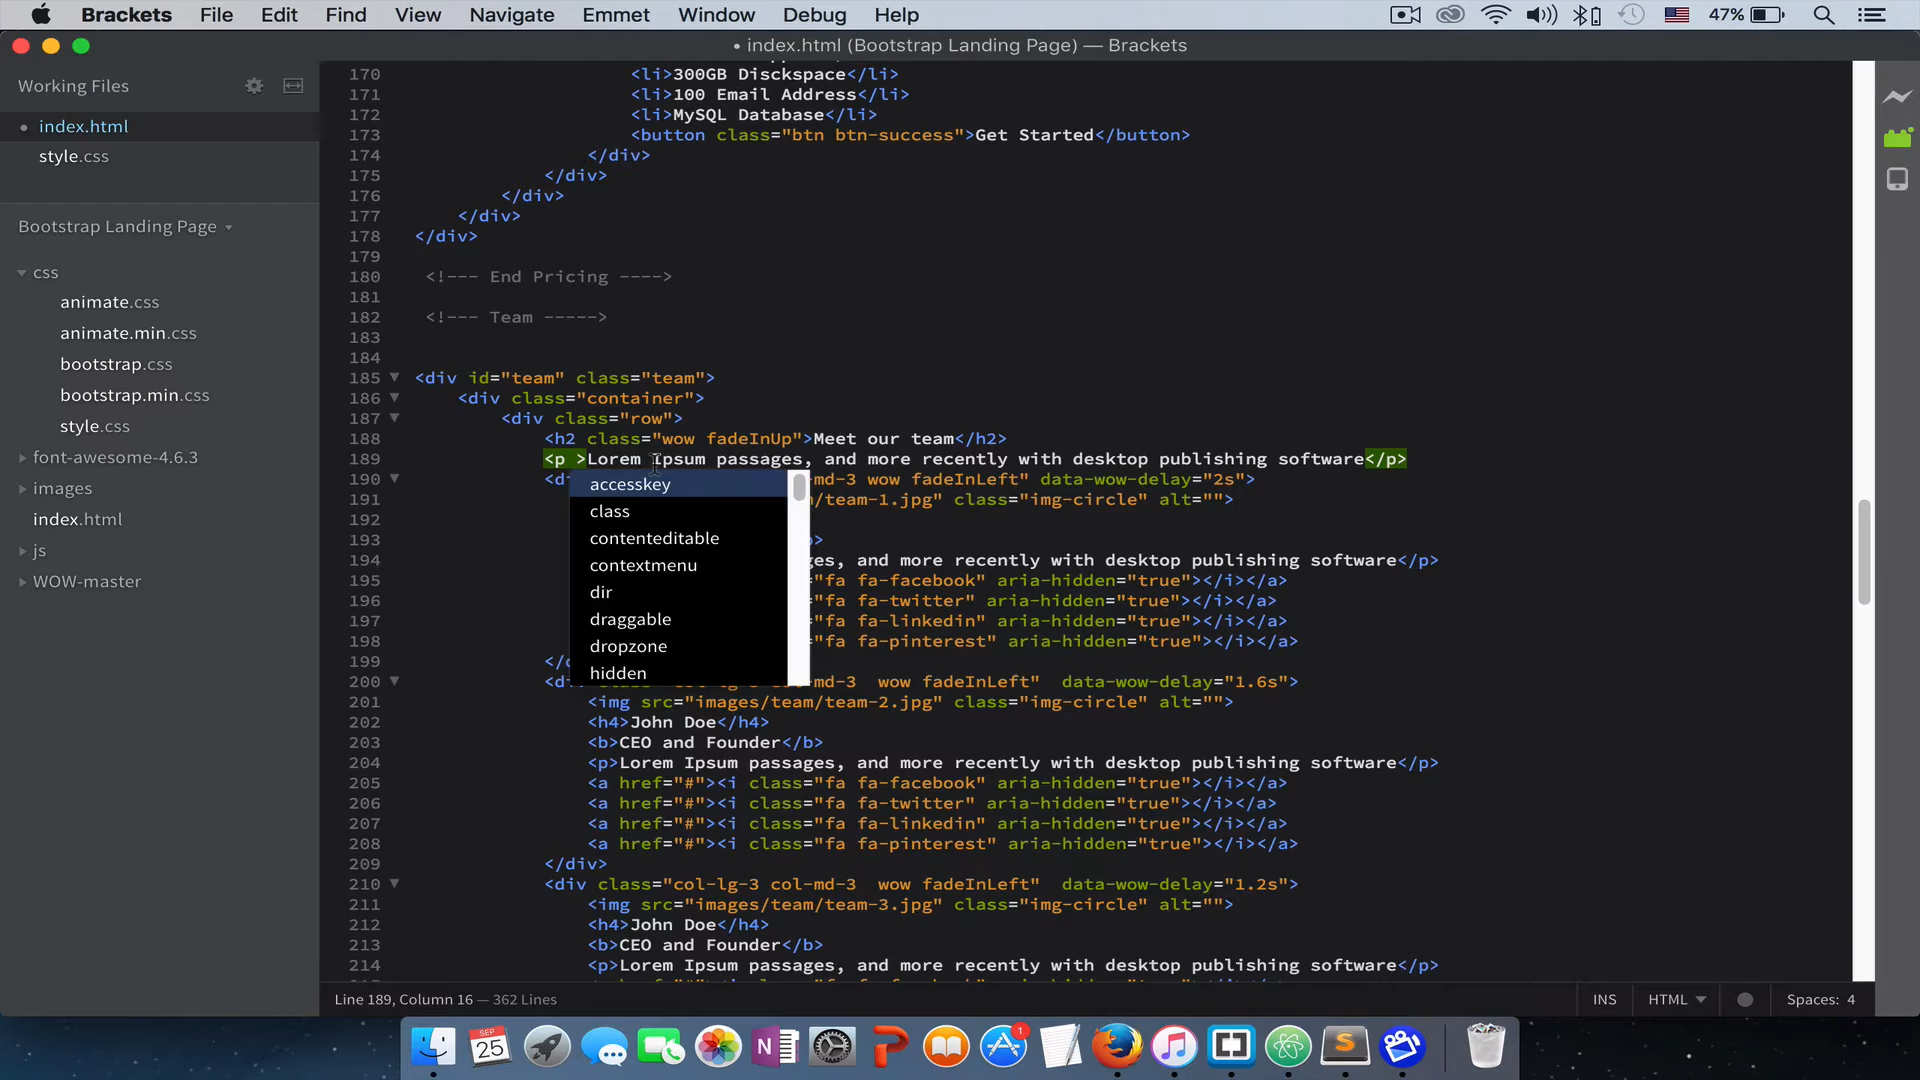 Brackets File Edit Find View Navigate Emmet Window Debug Help 47%
• index.html (Bootstrap Landing Page) — Brackets
Working Files
index.html
style.css
Bootstrap Landing Page
css
animate.css
animate.min.css
bootstrap.css
bootstrap.min.css
style.css
font-awesome-4.6.3
images
index.html
js
WOW-master
170 <li>300GB Disckspace</li>
171 <li>100 Email Address</li>
172 <li>MySQL Database</li>
173 <button class="btn btn-success">Get Started</button>
174 </div>
175 </div>
176 </div>
177 </div>
178 </div>
179
180 <!--- End Pricing ---->
181
182 <!--- Team ----->
183
184
185 <div id="team" class="team">
186 <div class="container">
187 <div class="row">
188 <h2 class="wow fadeInUp">Meet our team</h2>
189 <p >Lorem Ipsum passages, and more recently with desktop publishing software</p>
190 <di md-3 wow fadeInLeft" data-wow-delay="2s">
191 /team-1.jpg" class="img-circle" alt="">
192
193 >
194 ges, and more recently with desktop publishing software</p>
195 "fa fa-facebook" aria-hidden="true"></i></a>
196 "fa fa-twitter" aria-hidden="true"></i></a>
197 "fa fa-linkedin" aria-hidden="true"></i></a>
198 "fa fa-pinterest" aria-hidden="true"></i></a>
199 </d
200 <di md-3  wow fadeInLeft"  data-wow-delay="1.6s">
201 <img src="images/team/team-2.jpg" class="img-circle" alt="">
202 <h4>John Doe</h4>
203 <b>CEO and Founder</b>
204 <p>Lorem Ipsum passages, and more recently with desktop publishing software</p>
205 <a href="#"><i class="fa fa-facebook" aria-hidden="true"></i></a>
206 <a href="#"><i class="fa fa-twitter" aria-hidden="true"></i></a>
207 <a href="#"><i class="fa fa-linkedin" aria-hidden="true"></i></a>
208 <a href="#"><i class="fa fa-pinterest" aria-hidden="true"></i></a>
209 </div>
210 <div class="col-lg-3 col-md-3  wow fadeInLeft"  data-wow-delay="1.2s">
211 <img src="images/team/team-3.jpg" class="img-circle" alt="">
212 <h4>John Doe</h4>
213 <b>CEO and Founder</b>
214 <p>Lorem Ipsum passages, and more recently with desktop publishing software</p>
accesskey
class
contenteditable
contextmenu
dir
draggable
dropzone
hidden
Line 189, Column 16 — 362 Lines INS HTML Spaces: 4
SEP
25
1